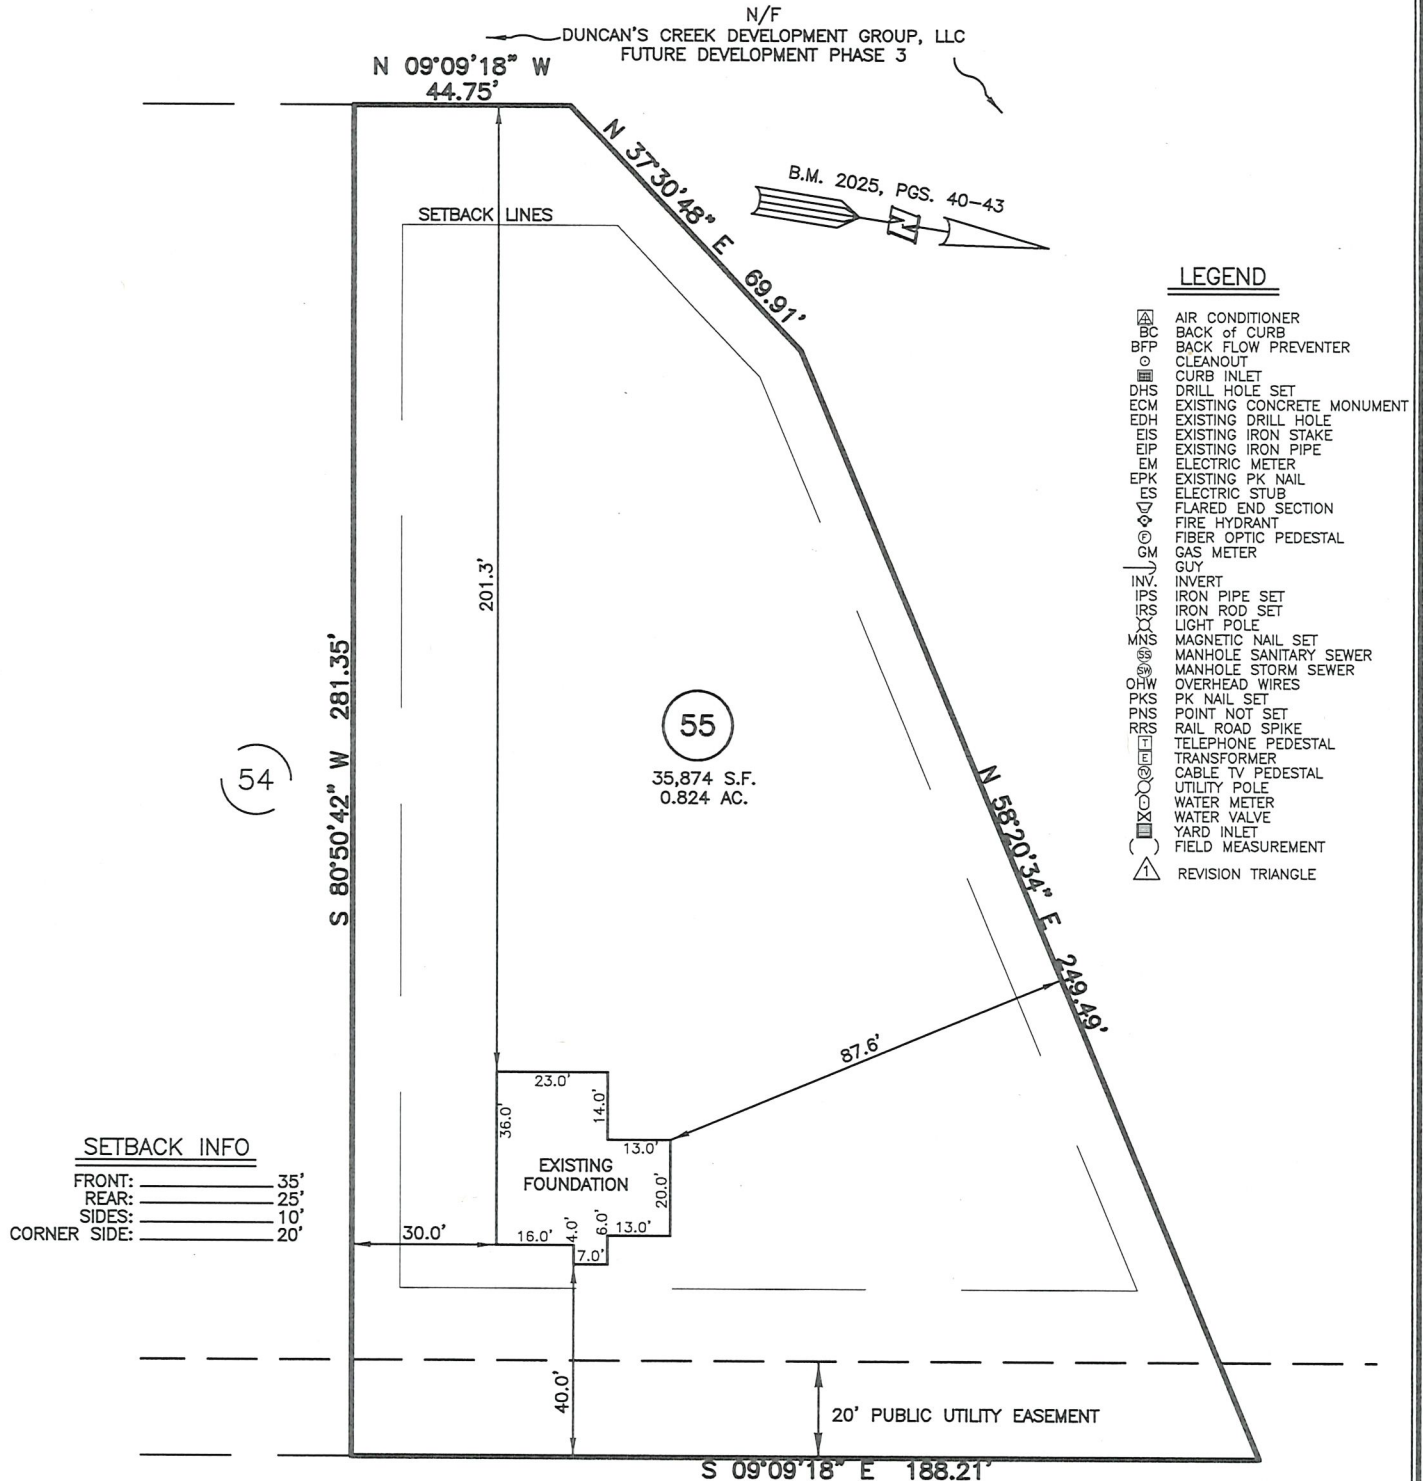 N/F
DUNCAN'S CREEK DEVELOPMENT GROUP, LLC
FUTURE DEVELOPMENT PHASE 3
N 09°09'18" W
44.75'
N 37°30'48" E 69.91'
B.M. 2025, PGS. 40-43
N
SETBACK LINES
LEGEND
A AIR CONDITIONER
BC BACK of CURB
BFP BACK FLOW PREVENTER
CLEANOUT
CURB INLET
DHS DRILL HOLE SET
ECM EXISTING CONCRETE MONUMENT
EDH EXISTING DRILL HOLE
EIS EXISTING IRON STAKE
EIP EXISTING IRON PIPE
EM ELECTRIC METER
EPK EXISTING PK NAIL
ES ELECTRIC STUB
FLARED END SECTION
FIRE HYDRANT
F FIBER OPTIC PEDESTAL
GM GAS METER
GUY
INV. INVERT
IPS IRON PIPE SET
IRS IRON ROD SET
LIGHT POLE
MNS MAGNETIC NAIL SET
SS MANHOLE SANITARY SEWER
SW MANHOLE STORM SEWER
OHW OVERHEAD WIRES
PKS PK NAIL SET
PNS POINT NOT SET
RRS RAIL ROAD SPIKE
T TELEPHONE PEDESTAL
E TRANSFORMER
TV CABLE TV PEDESTAL
UTILITY POLE
WATER METER
WATER VALVE
YARD INLET
( ) FIELD MEASUREMENT
1 REVISION TRIANGLE
201.3'
S 80°50'42" W 281.35'
54
55
35,874 S.F.
0.824 AC.
N 58°20'34" E 249.49'
87.6'
23.0'
36.0'
14.0'
13.0'
EXISTING
FOUNDATION
20.0'
16.0'
4.0'
6.0'
13.0'
7.0'
30.0'
SETBACK INFO
FRONT: 35'
REAR: 25'
SIDES: 10'
CORNER SIDE: 20'
40.0'
20' PUBLIC UTILITY EASEMENT
S 09°09'18" E 188.21'